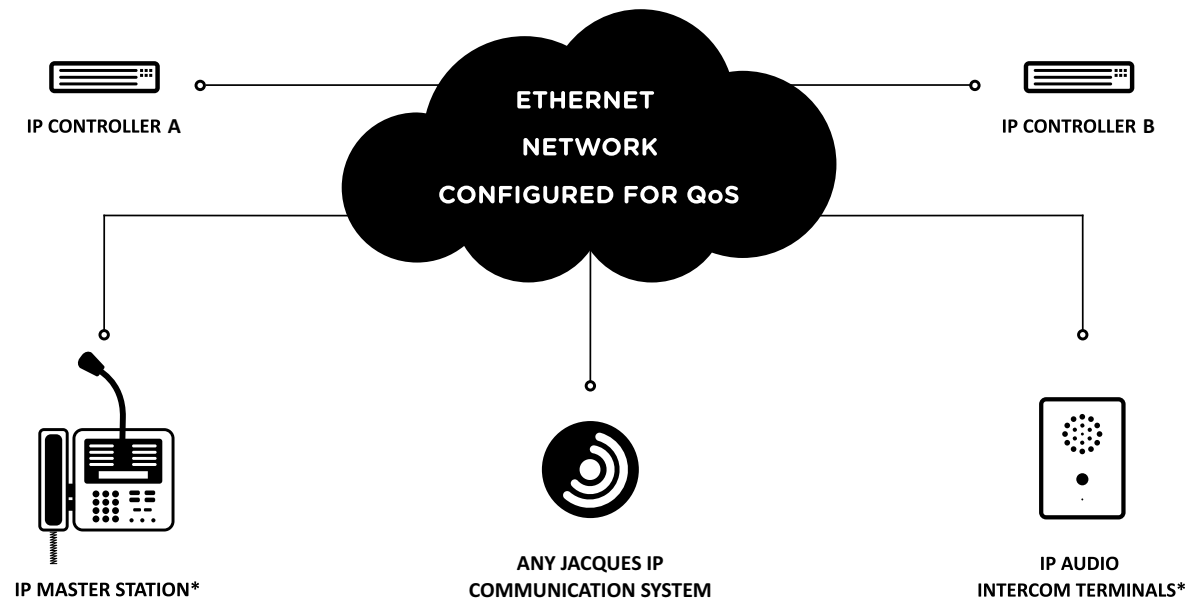 ETHERNET
NETWORK
CONFIGURED FOR QoS
IP CONTROLLER A
IP CONTROLLER B
IP MASTER STATION*
ANY JACQUES IP
COMMUNICATION SYSTEM
IP AUDIO
INTERCOM TERMINALS*